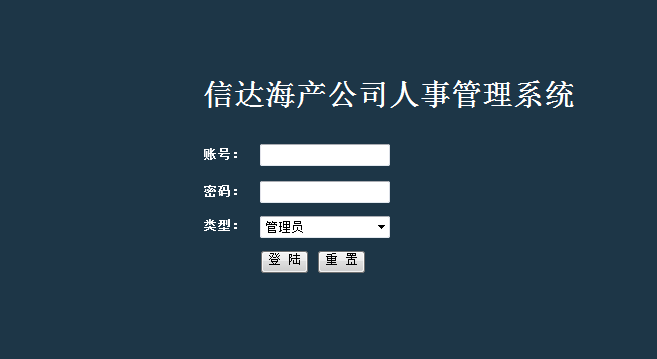 信达海产公司人事管理系统
账号：
密码：
类型： 管理员
登 陆 重 置